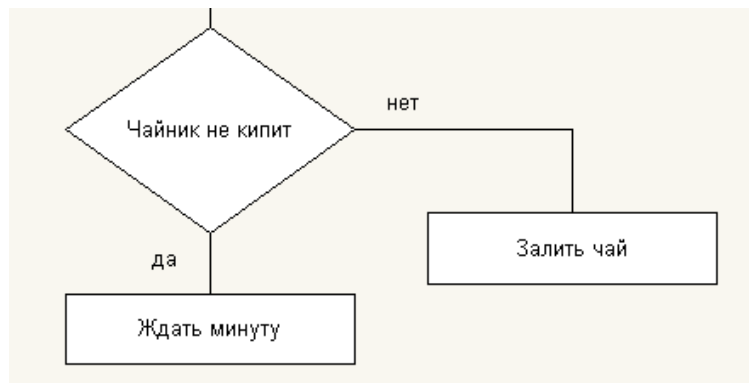 нет
Чайник не кипит
Залить чай
да
Ждать минуту